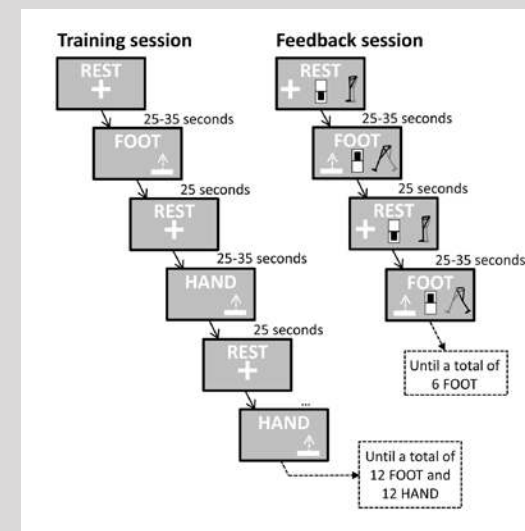 Training session
REST
25-35 seconds
FOOT
25 seconds
REST
25-35 seconds
HAND
25 seconds
REST
...
HAND
Until a total of
12 FOOT and
12 HAND
Feedback session
REST
25-35 seconds
FOOT
25 seconds
REST
25-35 seconds
FOOT
Until a total of
6 FOOT